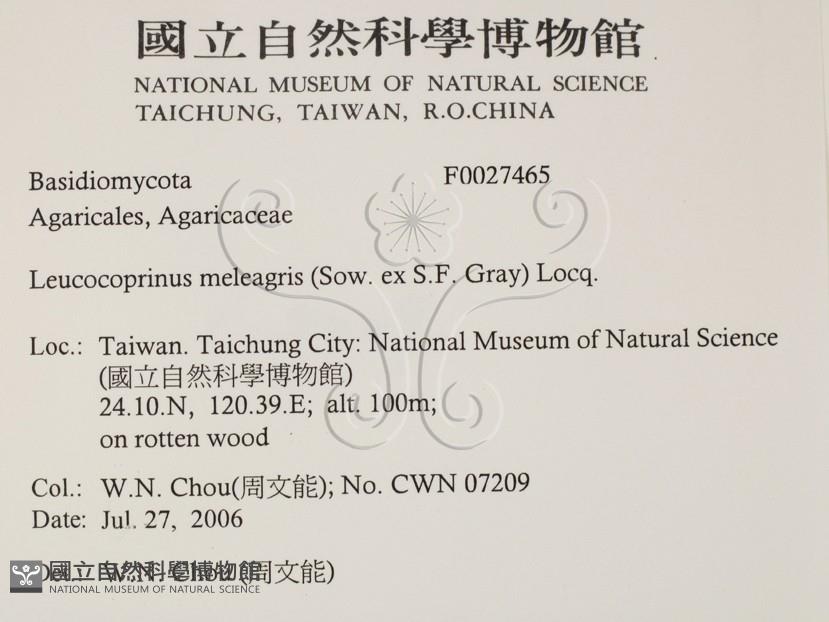 國立自然科學博物館
NATIONAL MUSEUM OF NATURAL SCIENCE
TAICHUNG, TAIWAN, R.O.CHINA
Basidiomycota F0027465
Agaricales, Agaricaceae
Leucocoprinus meleagris (Sow. ex S.F. Gray) Locq.
Loc.: Taiwan. Taichung City: National Museum of Natural Science
(國立自然科學博物館)
24.10.N, 120.39.E; alt. 100m;
on rotten wood
Col.: W.N. Chou(周文能); No. CWN 07209
Date: Jul. 27, 2006
W.N. Chou (周文能)
國立自然科學博物館
NATIONAL MUSEUM OF NATURAL SCIENCE